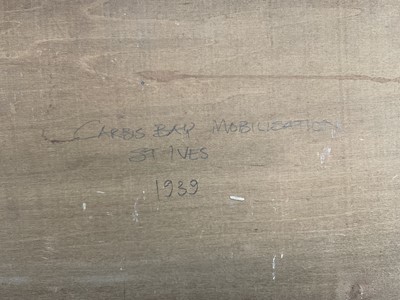 CARBIS BAY MOBILISATION
ST IVES
1939